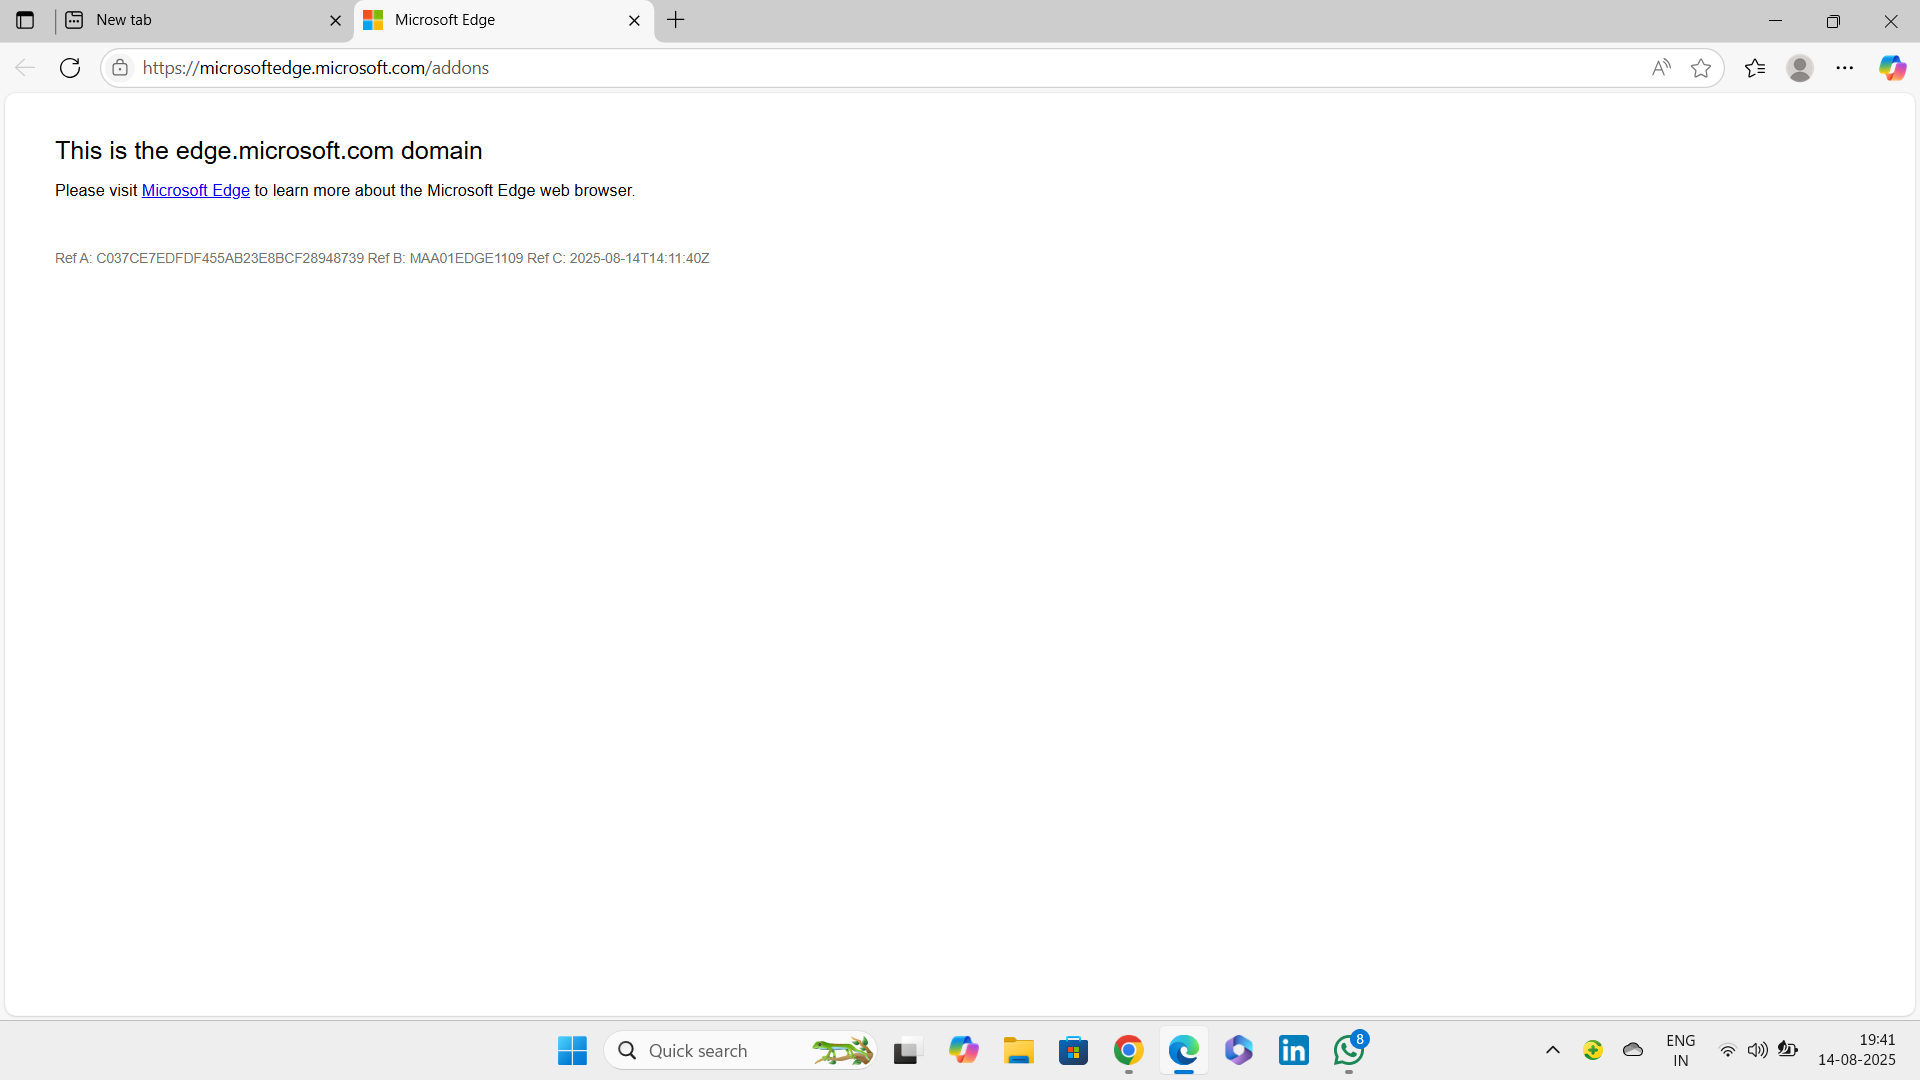 New tab
Microsoft Edge
https://microsoftedge.microsoft.com/addons
This is the edge.microsoft.com domain
Please visit Microsoft Edge to learn more about the Microsoft Edge web browser.
Ref A: C037CE7EDFDF455AB23E8BCF28948739 Ref B: MAA01EDGE1109 Ref C: 2025-08-14T14:11:40Z
Quick search
8
ENG
IN
19:41
14-08-2025